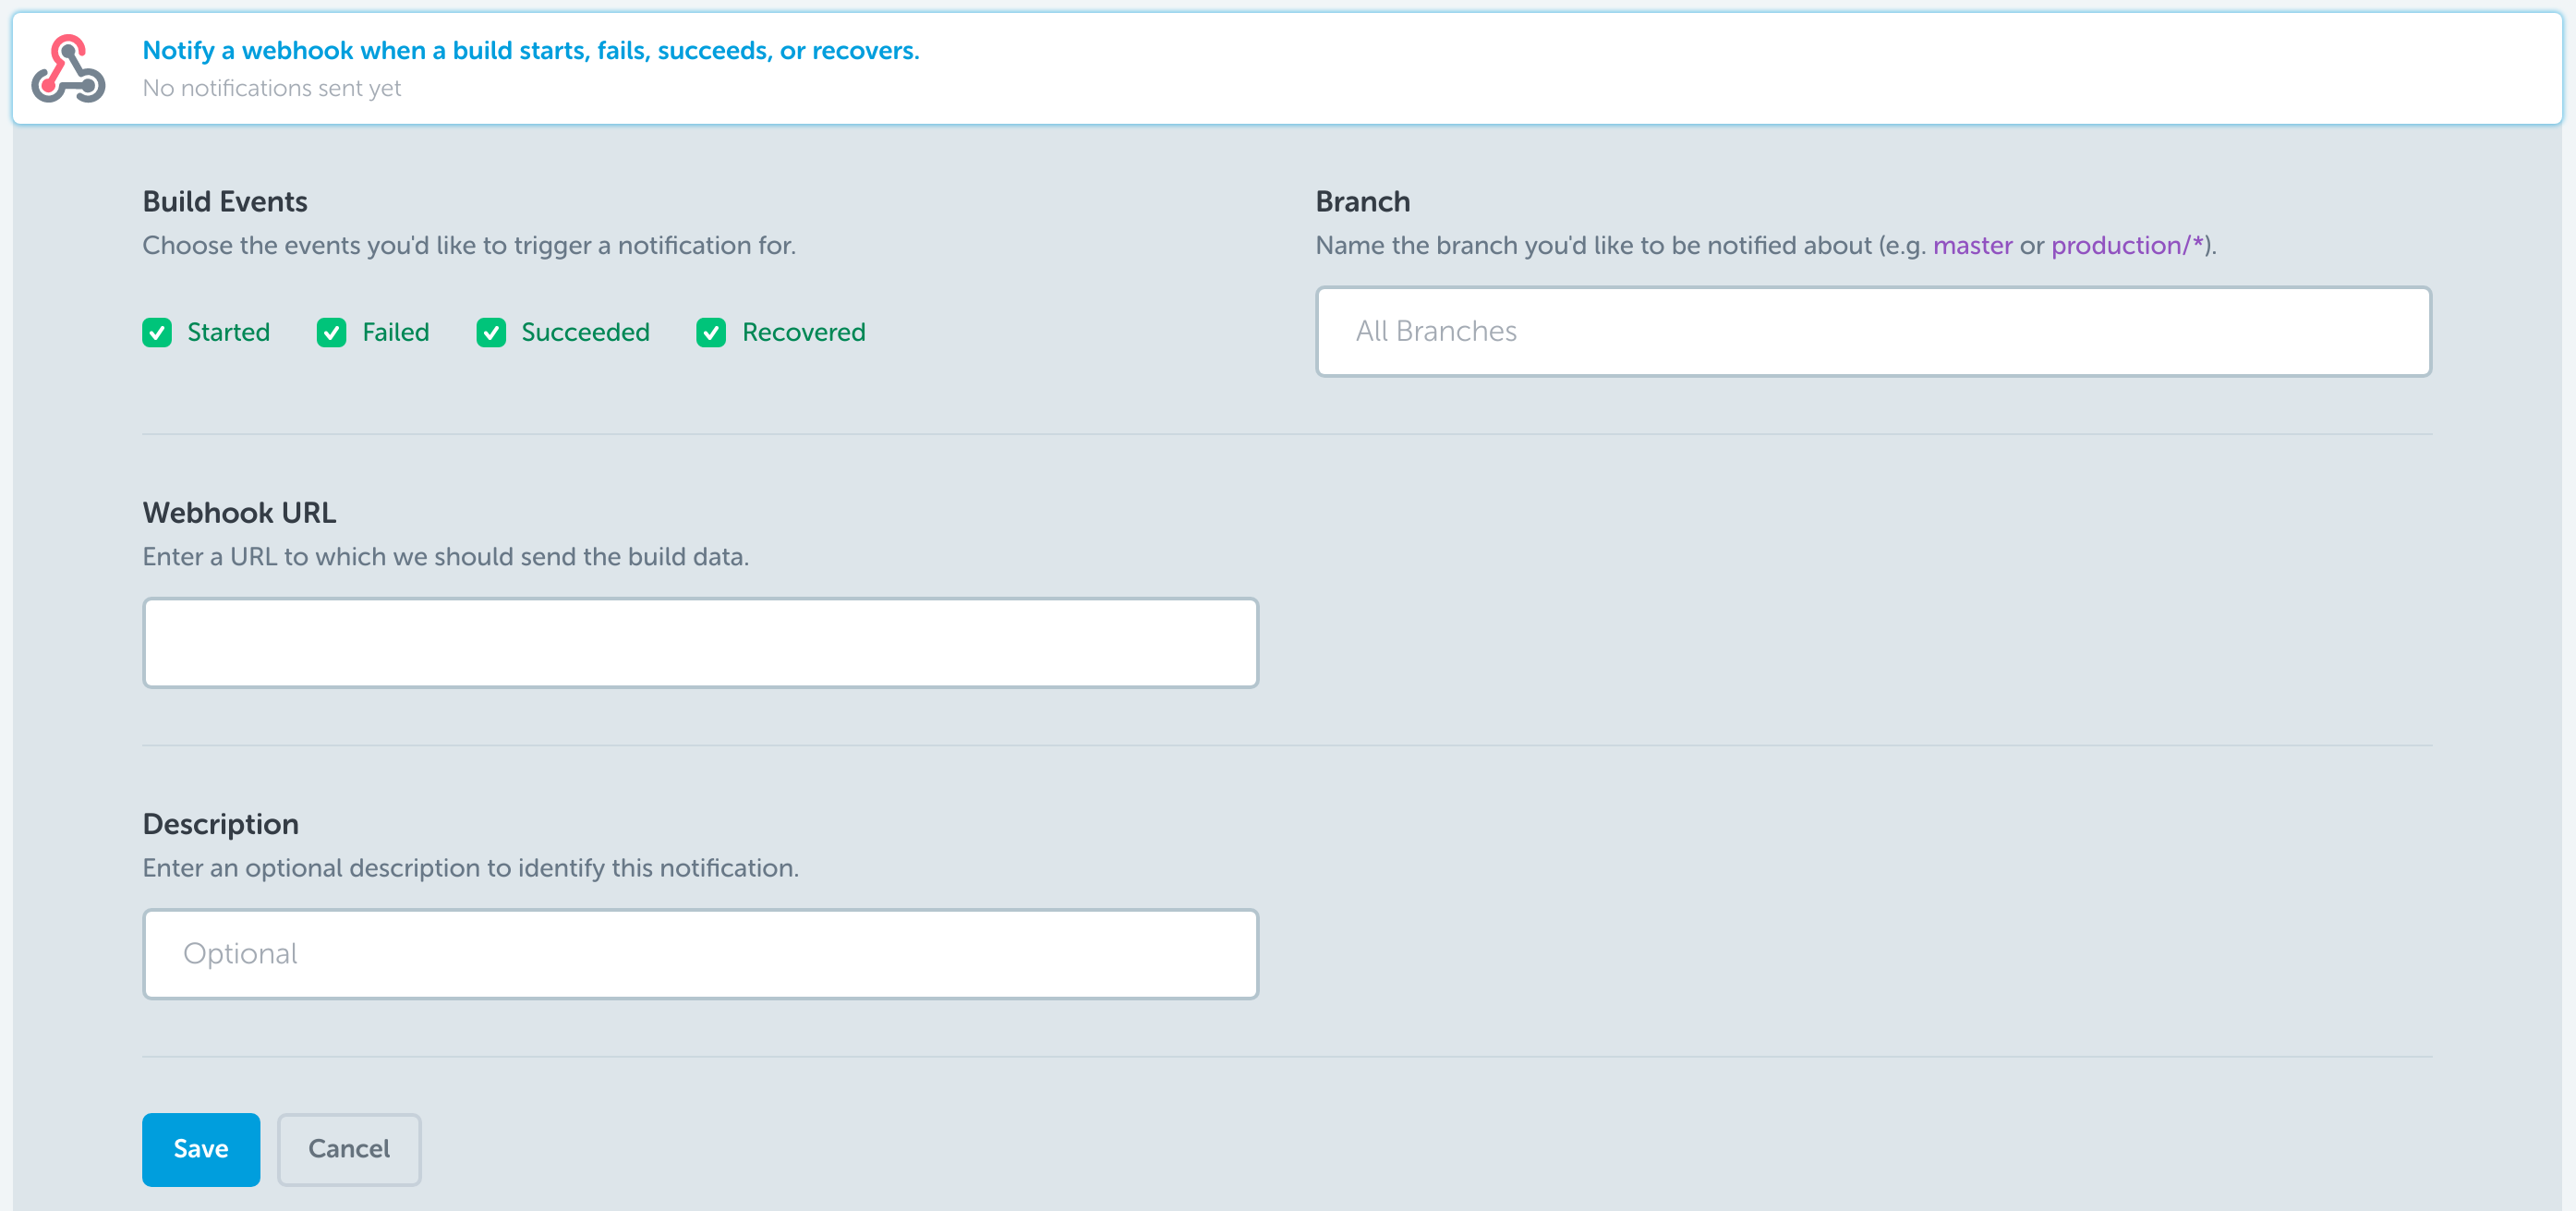 Notify a webhook when a build starts, fails, succeeds, or recovers.
No notifications sent yet
Build Events
Choose the events you'd like to trigger a notification for.
Started Failed Succeeded Recovered
Branch
Name the branch you'd like to be notified about (e.g. master or production/*).
All Branches
Webhook URL
Enter a URL to which we should send the build data.
Description
Enter an optional description to identify this notification.
Optional
Save Cancel